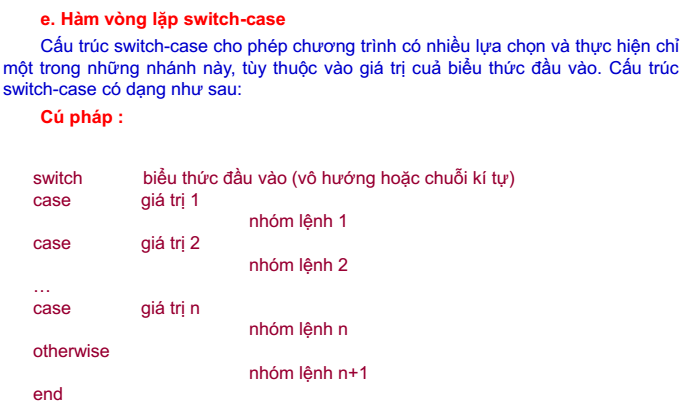 e. Hàm vòng lặp switch-case
Cấu trúc switch-case cho phép chương trình có nhiều lựa chọn và thực hiện chỉ
một trong những nhánh này, tùy thuộc vào giá trị cuả biểu thức đầu vào. Cấu trúc
switch-case có dạng như sau:
Cú pháp :
switch biểu thức đầu vào (vô hướng hoặc chuỗi kí tự)
case giá trị 1
nhóm lệnh 1
case giá trị 2
nhóm lệnh 2
…
case giá trị n
nhóm lệnh n
otherwise
nhóm lệnh n+1
end